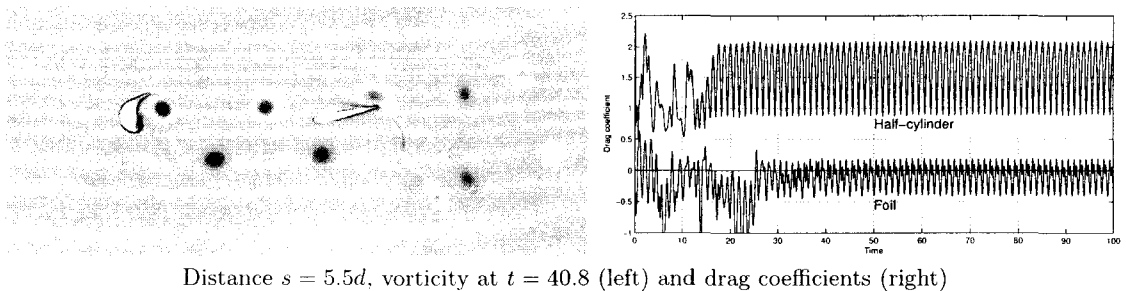 2.5
2
1.5
1
0.5
0
-0.5
-1
0 10 20 30 40 50 60 70 80 90 100
Drag coefficient
Time
Half-cylinder
Foil
Distance s = 5.5d, vorticity at t = 40.8 (left) and drag coefficients (right)